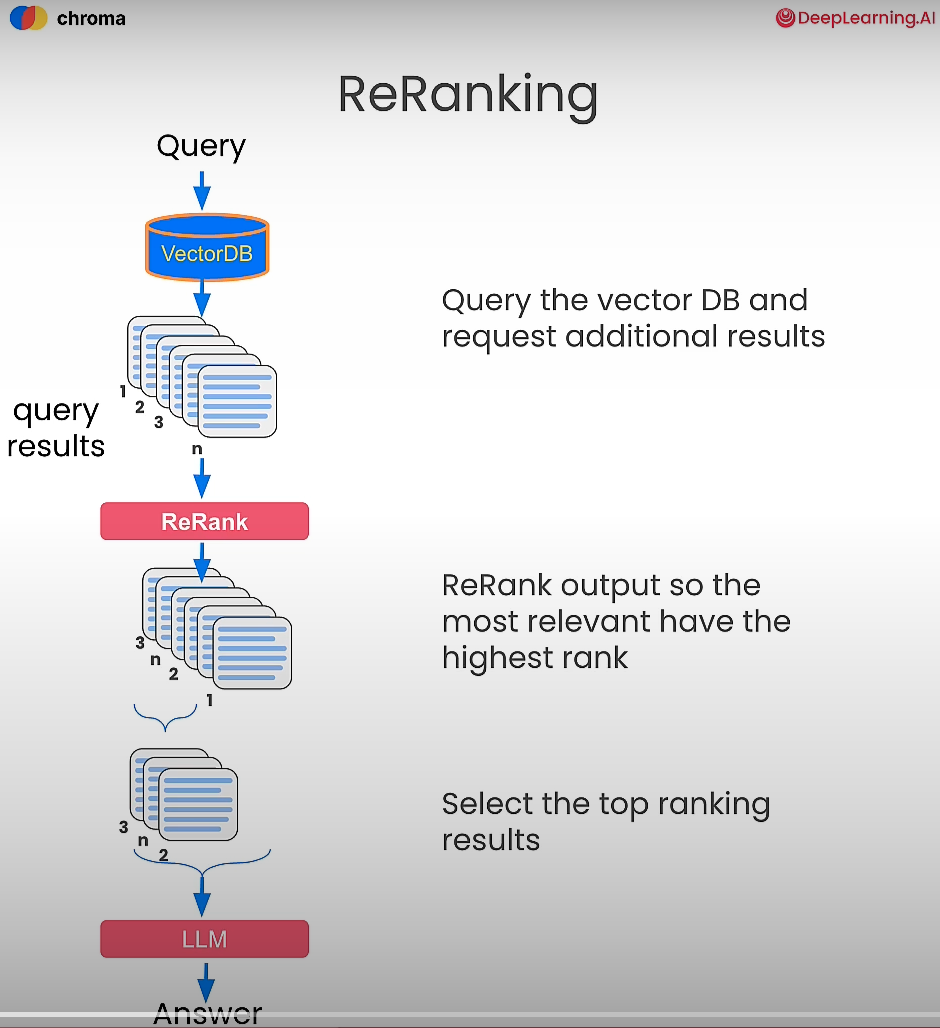 chroma
DeepLearning.AI
ReRanking
Query
VectorDB
Query the vector DB and
request additional results
1
2
3
n
query
results
ReRank
ReRank output so the
most relevant have the
highest rank
3
n
2
1
Select the top ranking
results
3
n
2
LLM
Answer